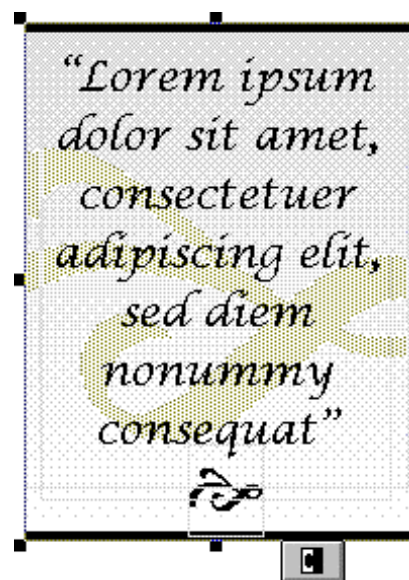 “Lorem ipsum
dolor sit amet,
consectetuer
adipiscing elit,
sed diem
nonummy
consequat”